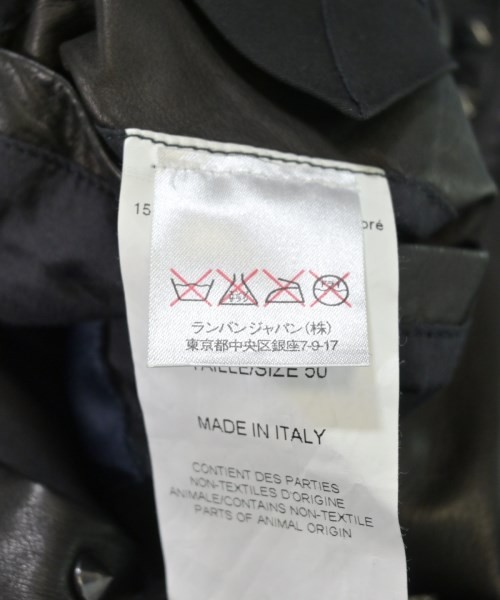 15
ré
ランバンジャパン(株)
東京都中央区銀座7-9-17
TAILLE/SIZE 50
MADE IN ITALY
CONTIENT DES PARTIES
NON-TEXTILES D'ORIGINE
ANIMALE/CONTAINS NON-TEXTILE
PARTS OF ANIMAL ORIGIN